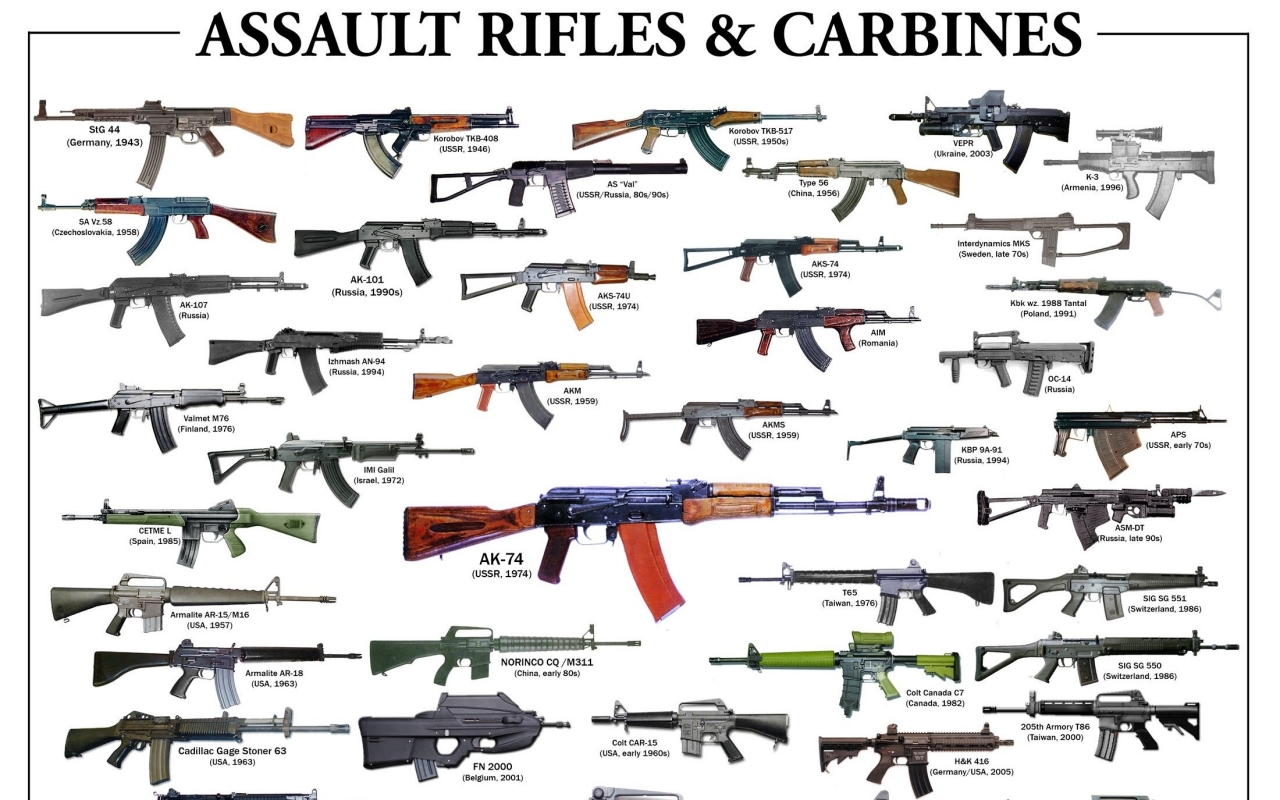 ASSAULT RIFLES & CARBINES
StG 44
(Germany, 1943)
Korobov TKB-408
(USSR, 1946)
Korobov TKB-517
(USSR, 1950s)
VEPR
(Ukraine, 2003)
K-3
(Armenia, 1996)
AS "Val"
(USSR/Russia, 80s/90s)
Type 56
(China, 1956)
SA Vz.58
(Czechoslovakia, 1958)
AK-101
(Russia, 1990s)
AKS-74
(USSR, 1974)
Interdynamics MKS
(Sweden, late 70s)
AK-107
(Russia)
AKS-74U
(USSR, 1974)
Kbk wz. 1988 Tantal
(Poland, 1991)
AIM
(Romania)
Izhmash AN-94
(Russia, 1994)
OC-14
(Russia)
AKM
(USSR, 1959)
Valmet M76
(Finland, 1976)
AKMS
(USSR, 1959)
KBP 9A-91
(Russia, 1994)
APS
(USSR, early 70s)
IMI Galil
(Israel, 1972)
CETME L
(Spain, 1985)
AK-74
(USSR, 1974)
ASM-DT
(Russia, late 90s)
T65
(Taiwan, 1976)
SIG SG 551
(Switzerland, 1986)
Armalite AR-15/M16
(USA, 1957)
Armalite AR-18
(USA, 1963)
NORINCO CQ /M311
(China, early 80s)
Colt Canada C7
(Canada, 1982)
SIG SG 550
(Switzerland, 1986)
Cadillac Gage Stoner 63
(USA, 1963)
FN 2000
(Belgium, 2001)
Colt CAR-15
(USA, early 1960s)
H&K 416
(Germany/USA, 2005)
205th Armory T86
(Taiwan, 2000)